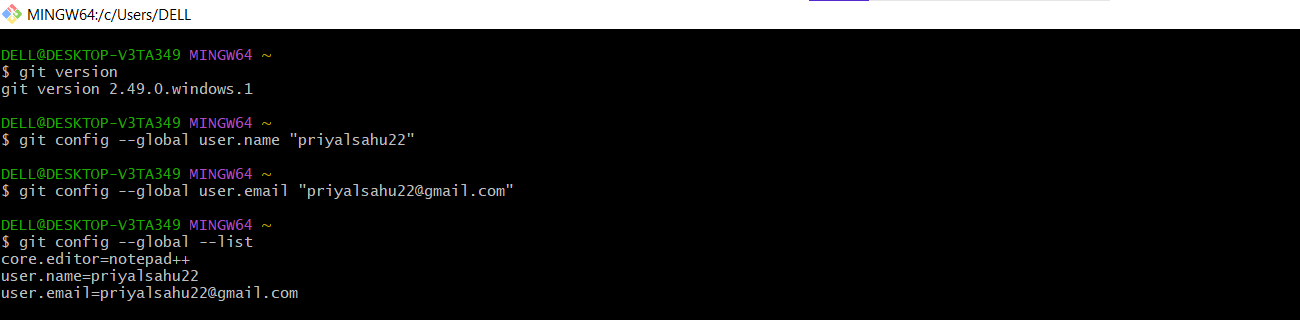 MINGW64:/c/Users/DELL
DELL@DESKTOP-V3TA349 MINGW64 ~
$ git version
git version 2.49.0.windows.1
DELL@DESKTOP-V3TA349 MINGW64 ~
$ git config --global user.name "priyalsahu22"
DELL@DESKTOP-V3TA349 MINGW64 ~
$ git config --global user.email "priyalsahu22@gmail.com"
DELL@DESKTOP-V3TA349 MINGW64 ~
$ git config --global --list
core.editor=notepad++
user.name=priyalsahu22
user.email=priyalsahu22@gmail.com